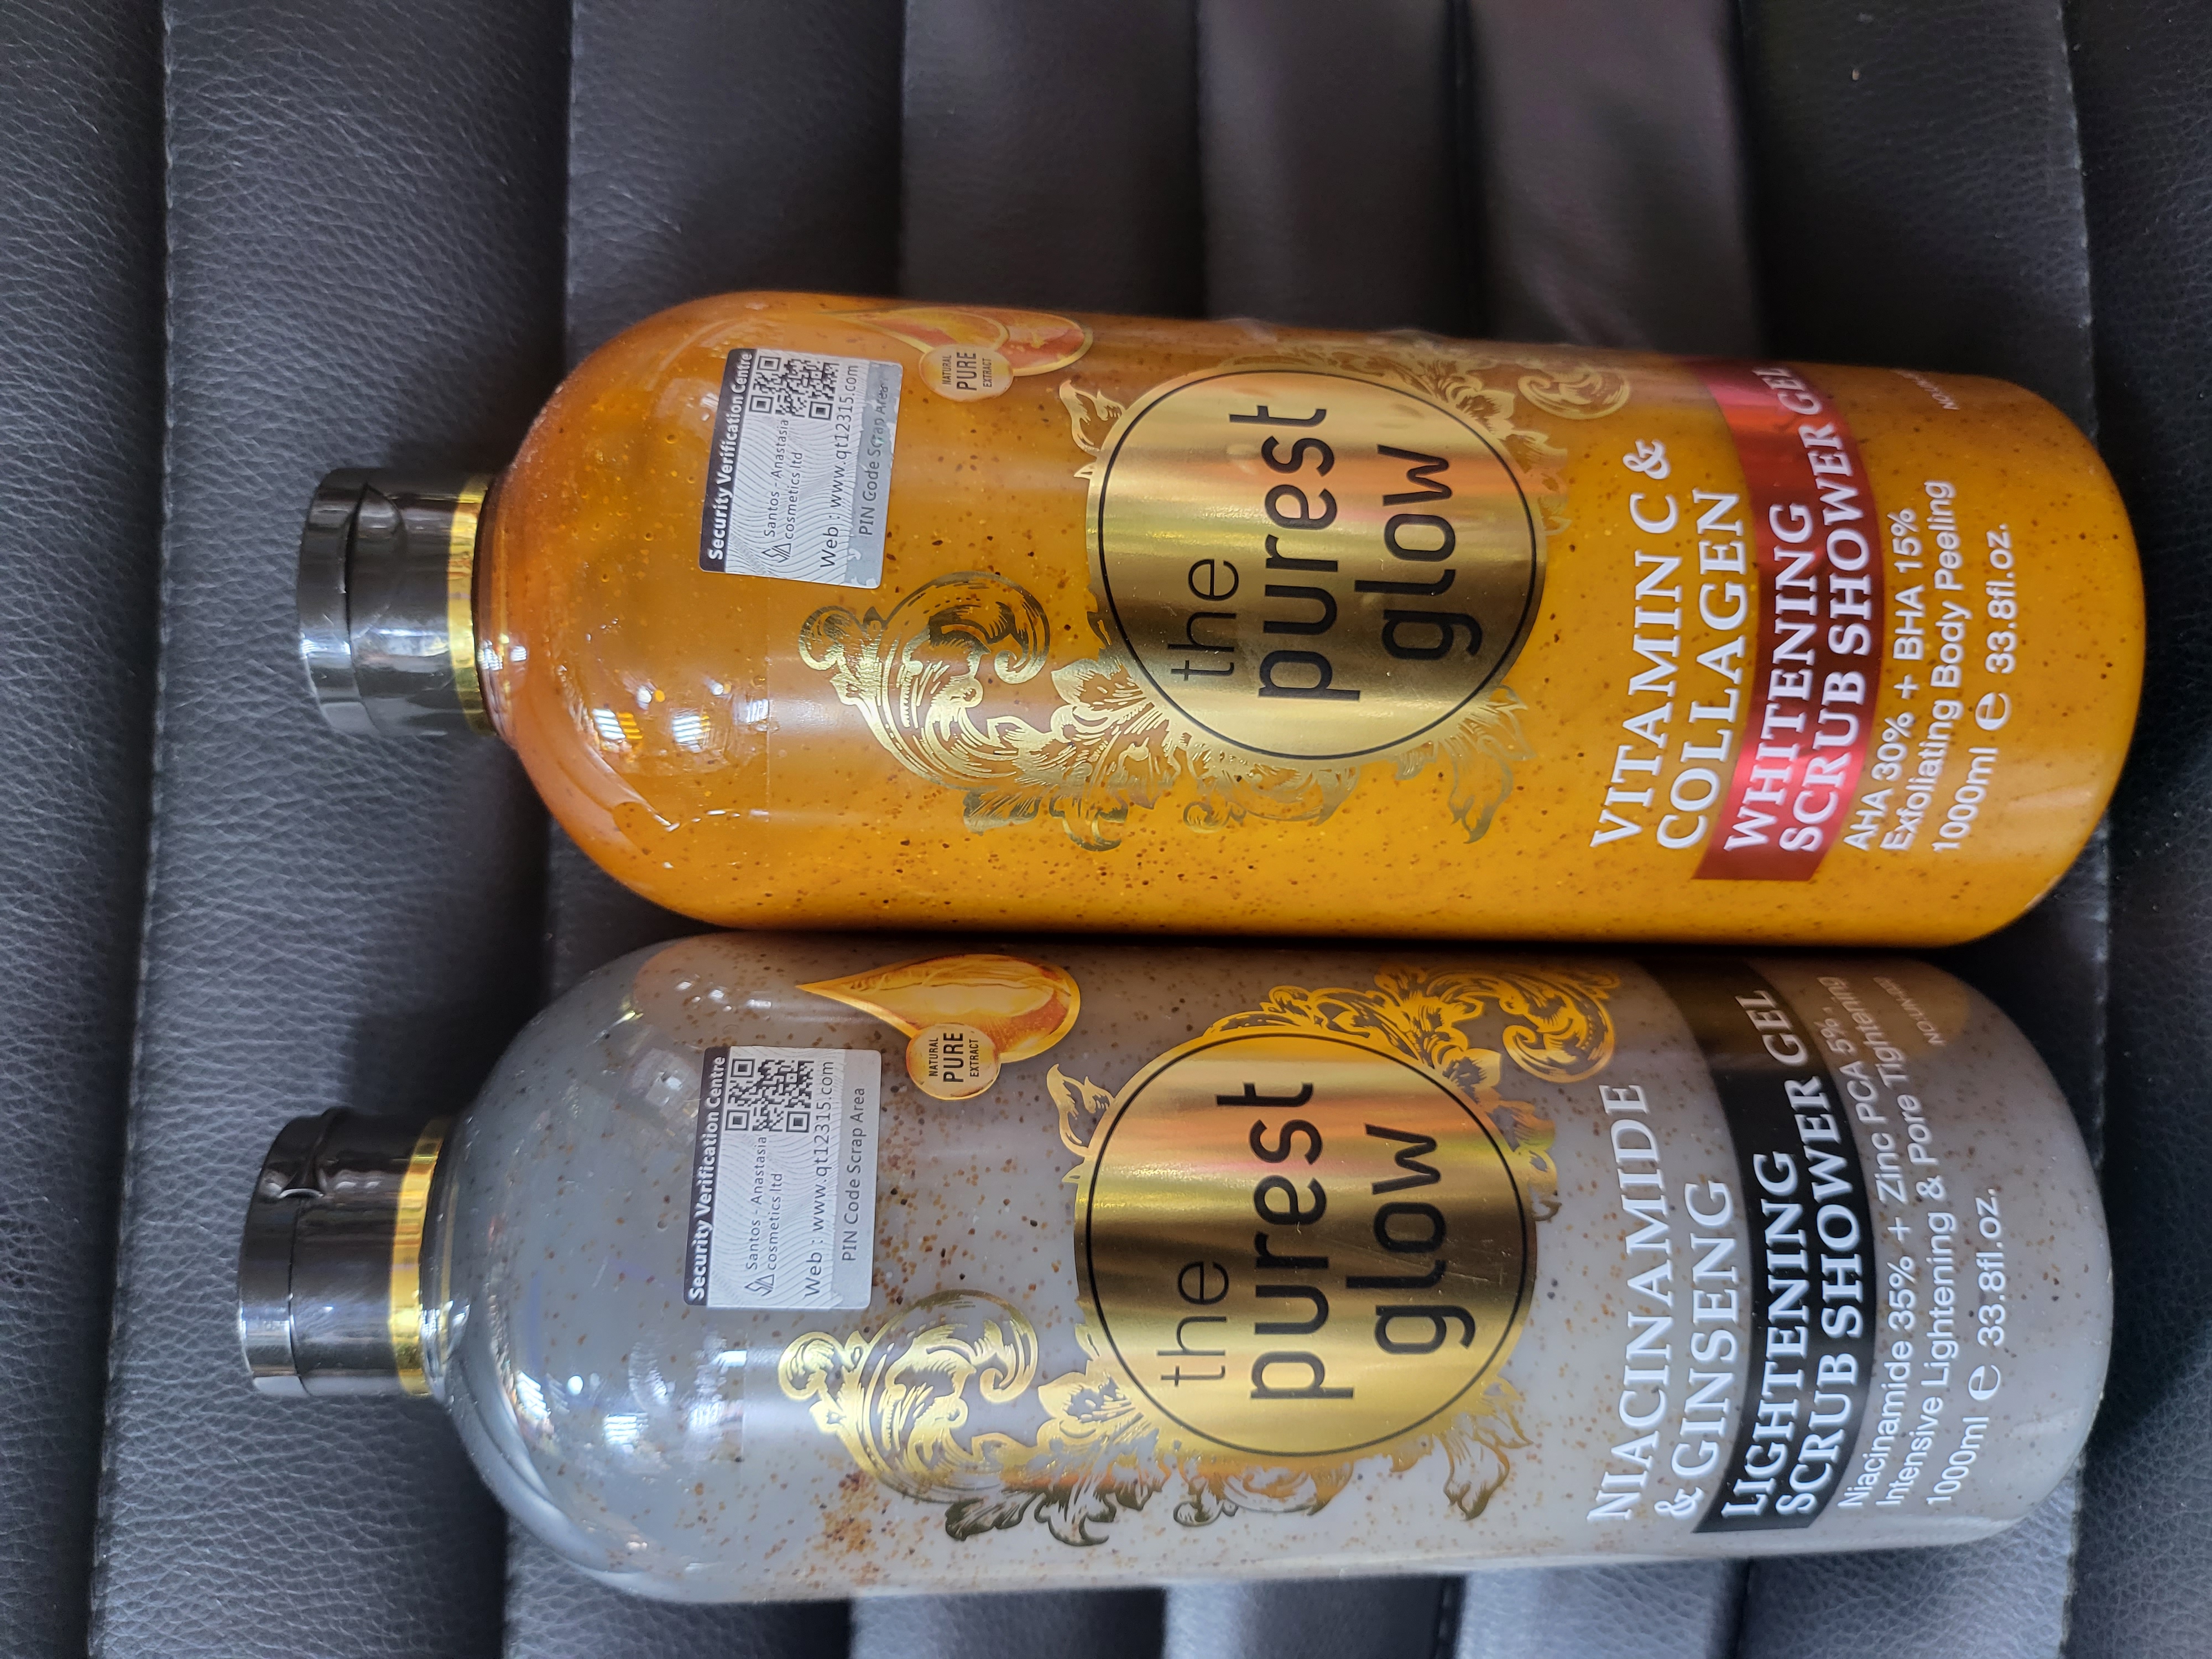 Security Verification Centre
Santos - Anastasia
cosmetics ltd
Web : www.qt12315.com
PIN Code Scrap Area
NATURAL
PURE
EXTRACT
the
purest
glow
NIACINAMIDE
& GINSENG
LIGHTENING
SCRUB SHOWER GEL
Niacinamide 35% + Zinc PCA 5%.
Intensive Lightening & Pore Tightening
1000ml e 33.8fl.oz.
Security Verification Centre
Santos - Anastasia
cosmetics ltd
Web : www.qt12315.com
PIN Code Scrap Area
NATURAL
PURE
EXTRACT
the
purest
glow
VITAMIN C &
COLLAGEN
WHITENING
SCRUB SHOWER GEL
AHA 30% + BHA 15%
Exfoliating Body Peeling
1000ml e 33.8fl.oz.